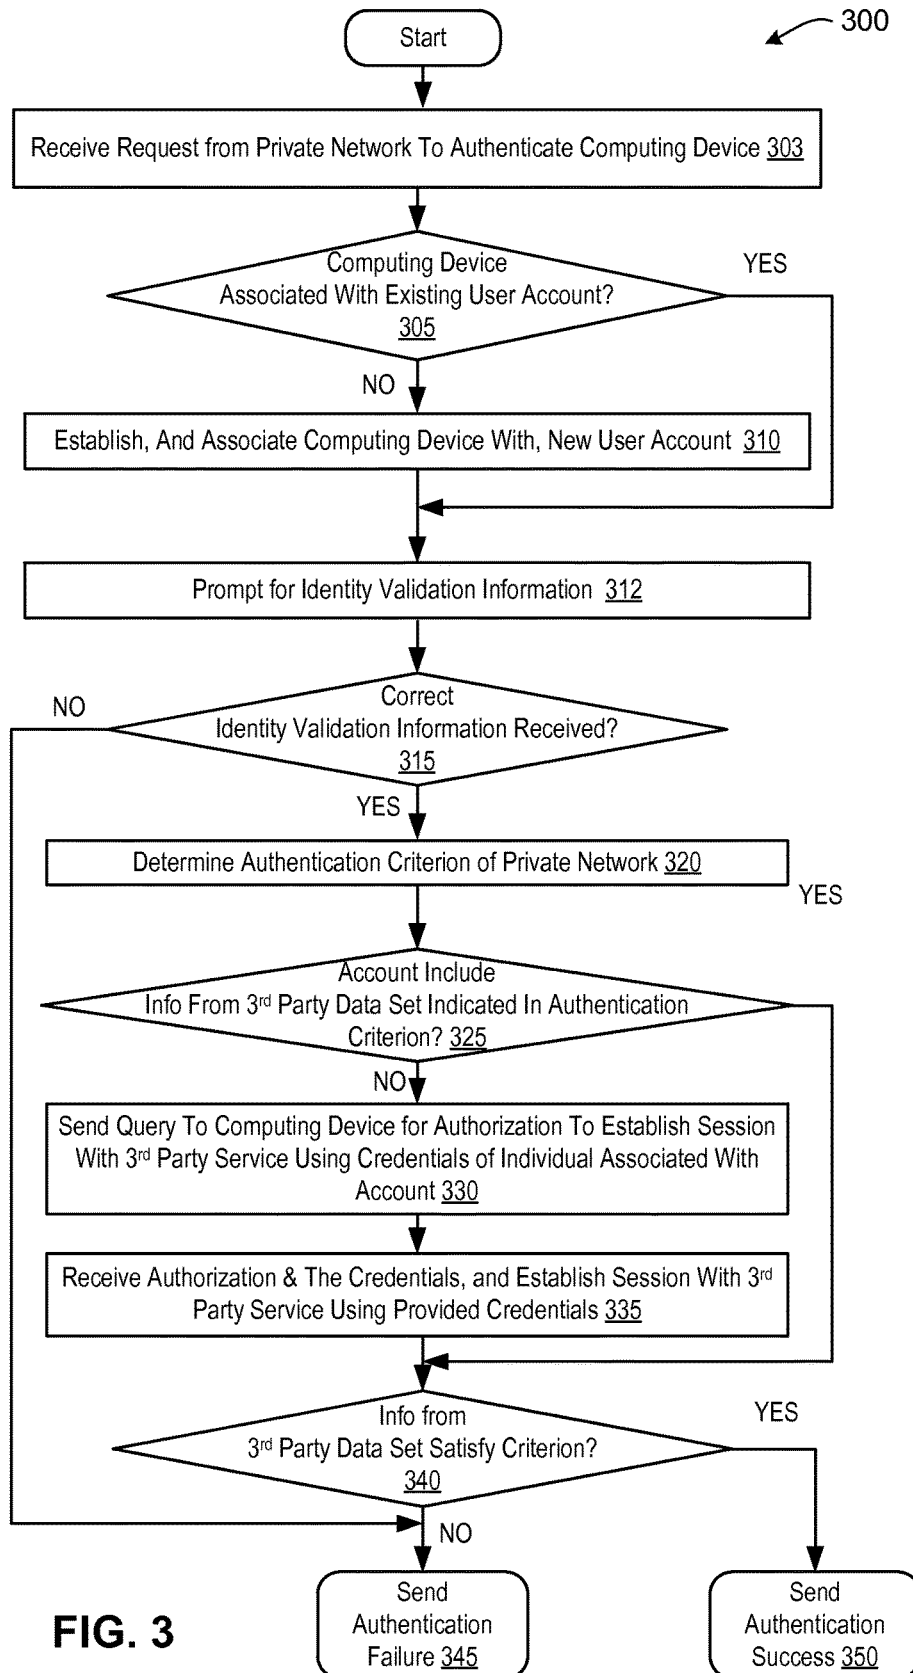 300
Start
Receive Request from Private Network To Authenticate Computing Device 303
Computing Device
Associated With Existing User Account?
305
YES
NO
Establish, And Associate Computing Device With, New User Account 310
Prompt for Identity Validation Information 312
Correct
Identity Validation Information Received?
315
NO
YES
Determine Authentication Criterion of Private Network 320
YES
Account Include
Info From 3rd Party Data Set Indicated In Authentication
Criterion? 325
NO
Send Query To Computing Device for Authorization To Establish Session
With 3rd Party Service Using Credentials of Individual Associated With
Account 330
Receive Authorization & The Credentials, and Establish Session With 3rd
Party Service Using Provided Credentials 335
Info from
3rd Party Data Set Satisfy Criterion?
340
YES
NO
Send
Authentication
Failure 345
Send
Authentication
Success 350
FIG. 3